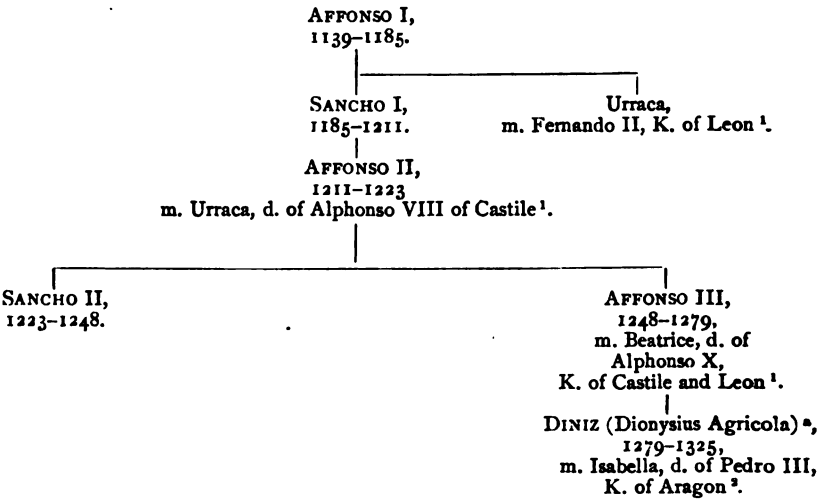 AFFONSO I,
1139–1185.
SANCHO I,
1185–1211.
Urraca,
m. Fernando II, K. of Leon ¹.
AFFONSO II,
1211–1223
m. Urraca, d. of Alphonso VIII of Castile ¹.
SANCHO II,
1223–1248.
AFFONSO III,
1248–1279,
m. Beatrice, d. of
Alphonso X,
K. of Castile and Leon ¹.
DINIZ (Dionysius Agricola) ª,
1279–1325,
m. Isabella, d. of Pedro III,
K. of Aragon ².